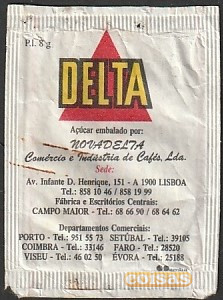 P.l. 8 g
DELTA
Açúcar embalado por:
NOVADELTA
Comércio e Indústria de Cafés, Lda.
Sede:
Av. Infante D. Henrique, 151 - A 1900 LISBOA
Tel.: 858 10 46 / 858 19 99
Fábrica e Escritórios Centrais:
CAMPO MAIOR - Tel.: 68 66 90 / 68 64 62
Departamentos Comerciais:
PORTO - Tel.: 951 55 73 SETÚBAL - Tel.: 39105
COIMBRA - Tel.: 33146 FARO - Tel.: 28520
VISEU - Tel.: 46 02 50 ÉVORA - Tel.: 25188
coisas